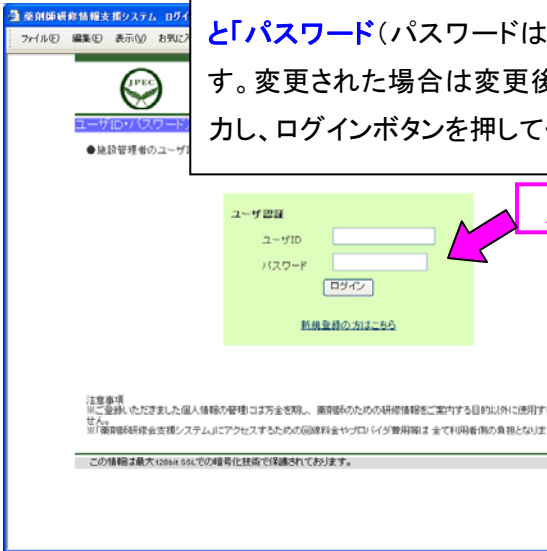 薬剤師研修情報支援システム ログイ
ファイル(F) 編集(E) 表示(V) お気に入
と「パスワード(パスワードは
す。変更された場合は変更後
力し、ログインボタンを押して
JPEC
ユーザID・パスワード
●施設管理者のユーザI
ユーザ認証
ユーザID
パスワード
ログイン
新規登録の方はこちら
注意事項
※ご登録いただきました個人情報の管理には万全を期し、薬剤師のための研修情報をご案内する目的以外に使用す
せん。
※「薬剤師研修会支援システム」にアクセスするための回線料金やプロバイダ費用等は全て利用者側の負担となりま
この情報は最大128bit SSLでの暗号化技術で保護されております。